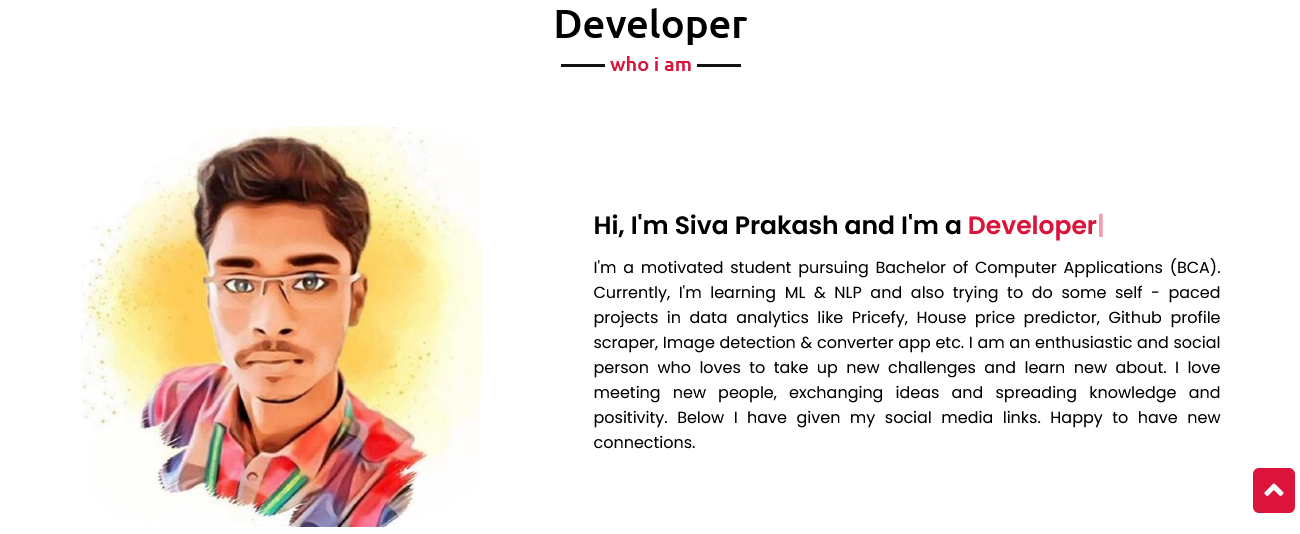 Developer
who i am
Hi, I'm Siva Prakash and I'm a Developer
I'm a motivated student pursuing Bachelor of Computer Applications (BCA).
Currently, I'm learning ML & NLP and also trying to do some self - paced
projects in data analytics like Pricefy, House price predictor, Github profile
scraper, Image detection & converter app etc. I am an enthusiastic and social
person who loves to take up new challenges and learn new about. I love
meeting new people, exchanging ideas and spreading knowledge and
positivity. Below I have given my social media links. Happy to have new
connections.